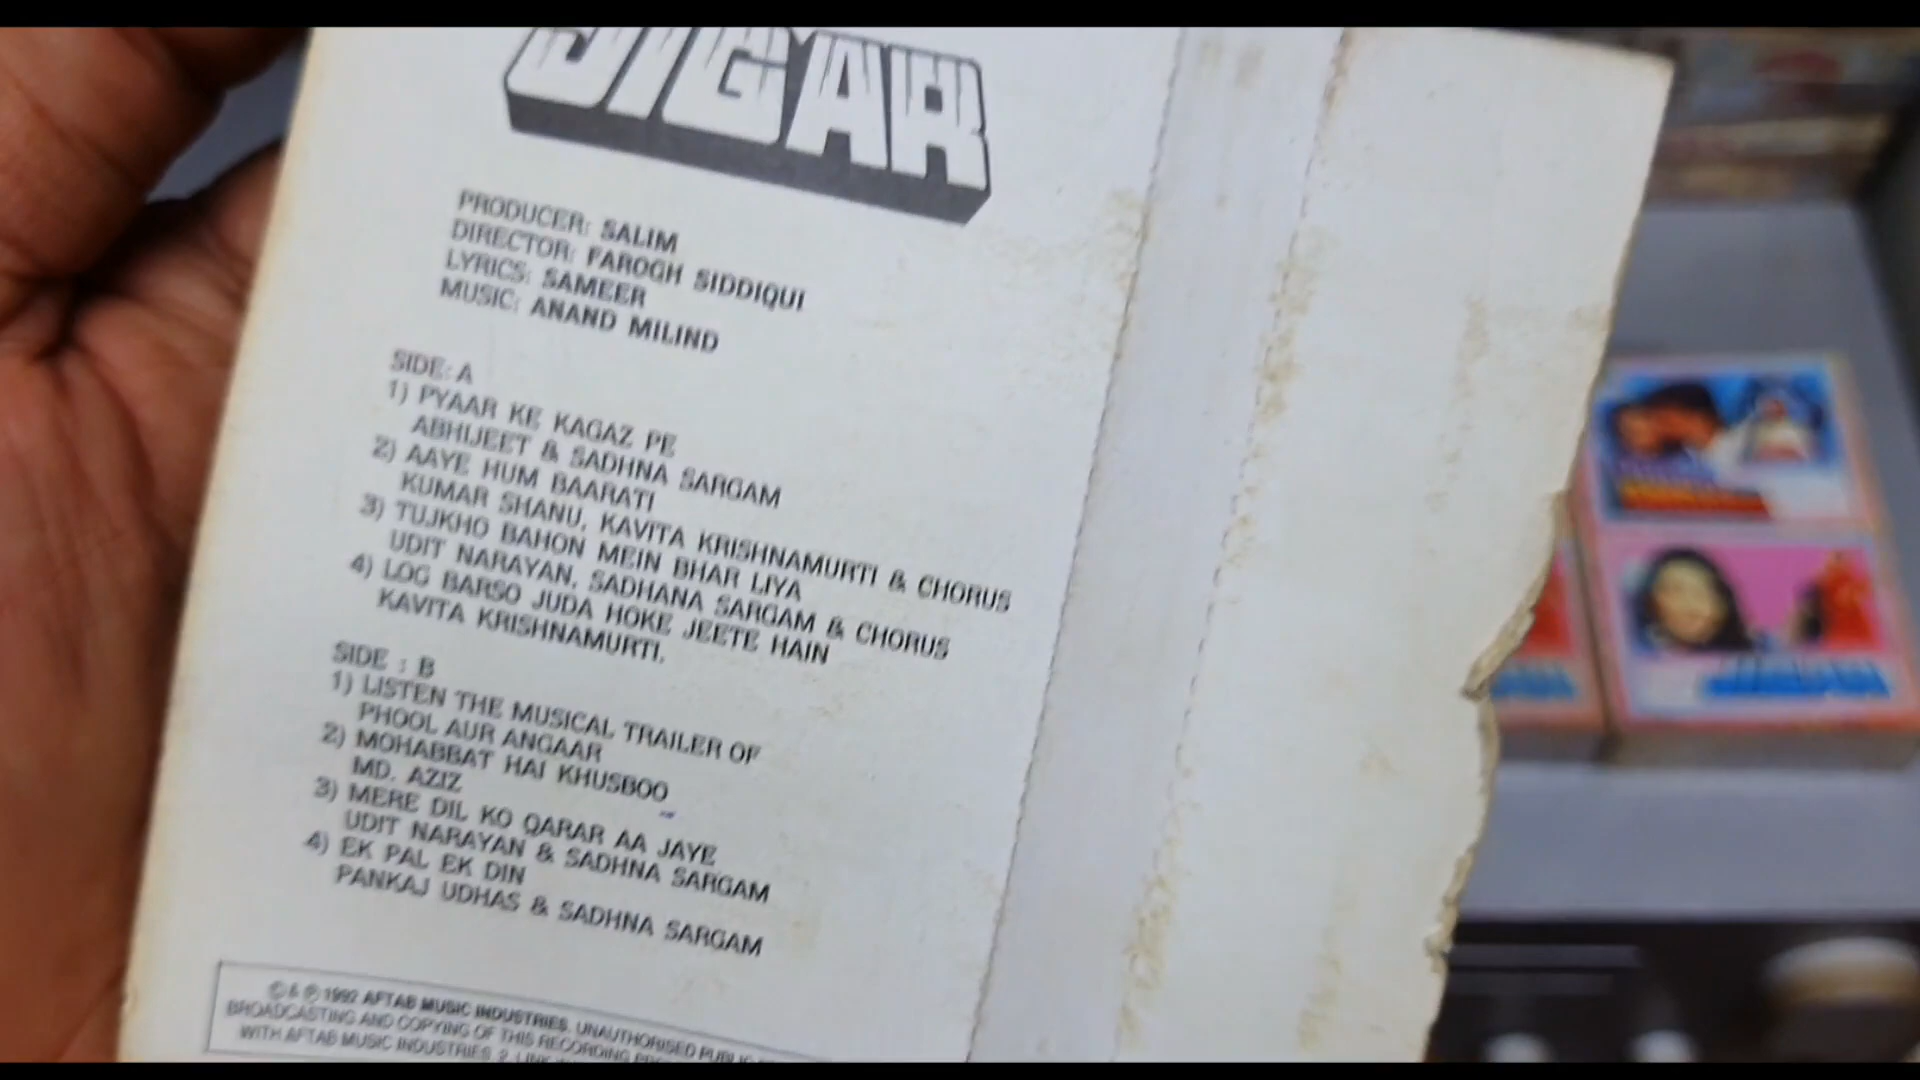 JIGAR
PRODUCER: SALIM
DIRECTOR: FAROGH SIDDIQUI
LYRICS: SAMEER
MUSIC: ANAND MILIND
SIDE: A
1) PYAAR KE KAGAZ PE
ABHIJEET & SADHNA SARGAM
2) AAYE HUM BAARATI
KUMAR SHANU, KAVITA KRISHNAMURTI & CHORUS
3) TUJKHO BAHON MEIN BHAR LIYA
UDIT NARAYAN, SADHANA SARGAM & CHORUS
4) LOG BARSO JUDA HOKE JEETE HAIN
KAVITA KRISHNAMURTI.
SIDE : B
1) LISTEN THE MUSICAL TRAILER OF
PHOOL AUR ANGAAR
2) MOHABBAT HAI KHUSBOO
MD. AZIZ
3) MERE DIL KO QARAR AA JAYE
UDIT NARAYAN & SADHNA SARGAM
4) EK PAL EK DIN
PANKAJ UDHAS & SADHNA SARGAM
© & ℗ 1992 AFTAB MUSIC INDUSTRIES. UNAUTHORISED PUBLIC
BROADCASTING AND COPYING OF THIS RECORDING
WITH AFTAB MUSIC INDUSTRIES. 2.